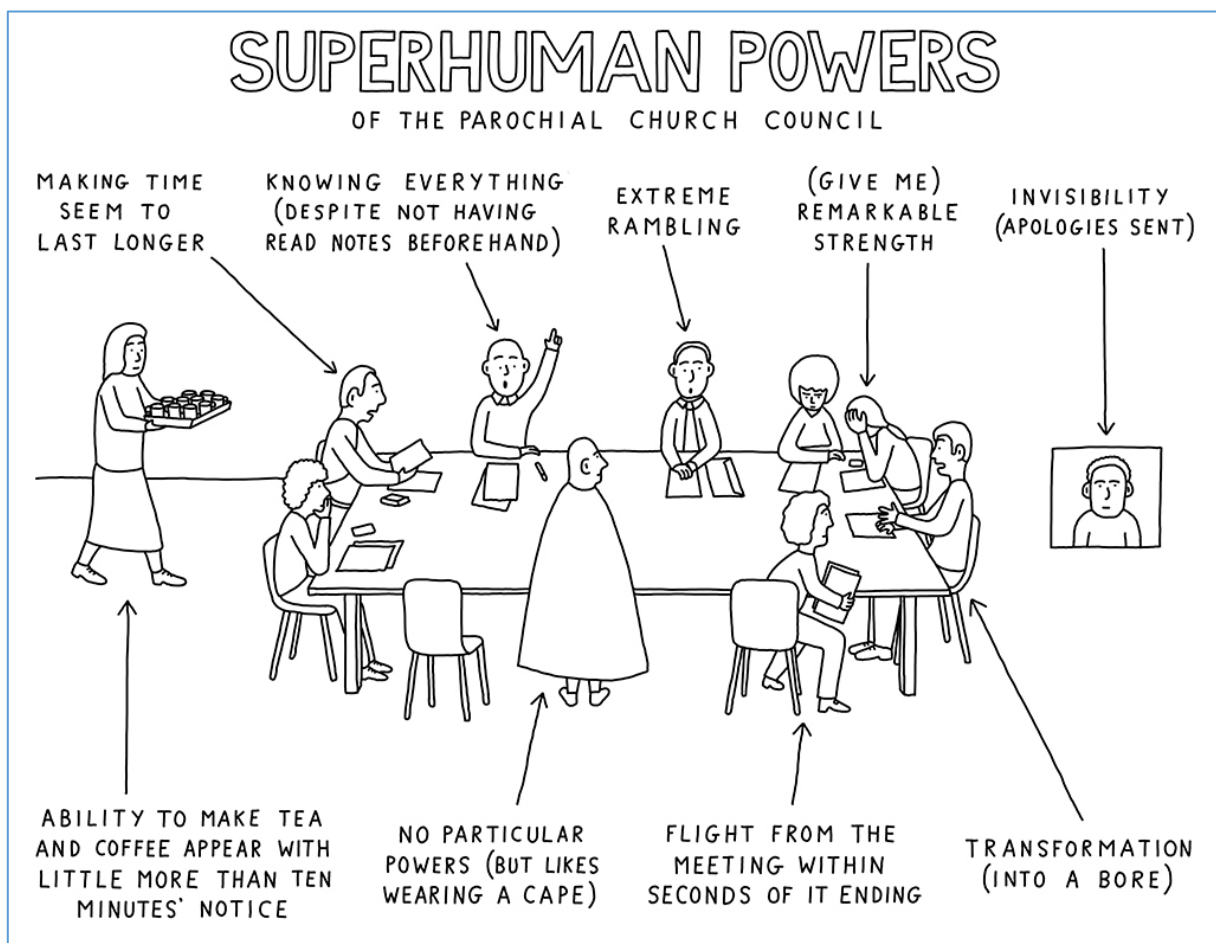 SUPERHUMAN POWERS
OF THE PAROCHIAL CHURCH COUNCIL
MAKING TIME
SEEM TO
LAST LONGER
KNOWING EVERYTHING
(DESPITE NOT HAVING
READ NOTES BEFOREHAND)
EXTREME
RAMBLING
(GIVE ME)
REMARKABLE
STRENGTH
INVISIBILITY
(APOLOGIES SENT)
ABILITY TO MAKE TEA
AND COFFEE APPEAR WITH
LITTLE MORE THAN TEN
MINUTES' NOTICE
NO PARTICULAR
POWERS (BUT LIKES
WEARING A CAPE)
FLIGHT FROM THE
MEETING WITHIN
SECONDS OF IT ENDING
TRANSFORMATION
(INTO A BORE)